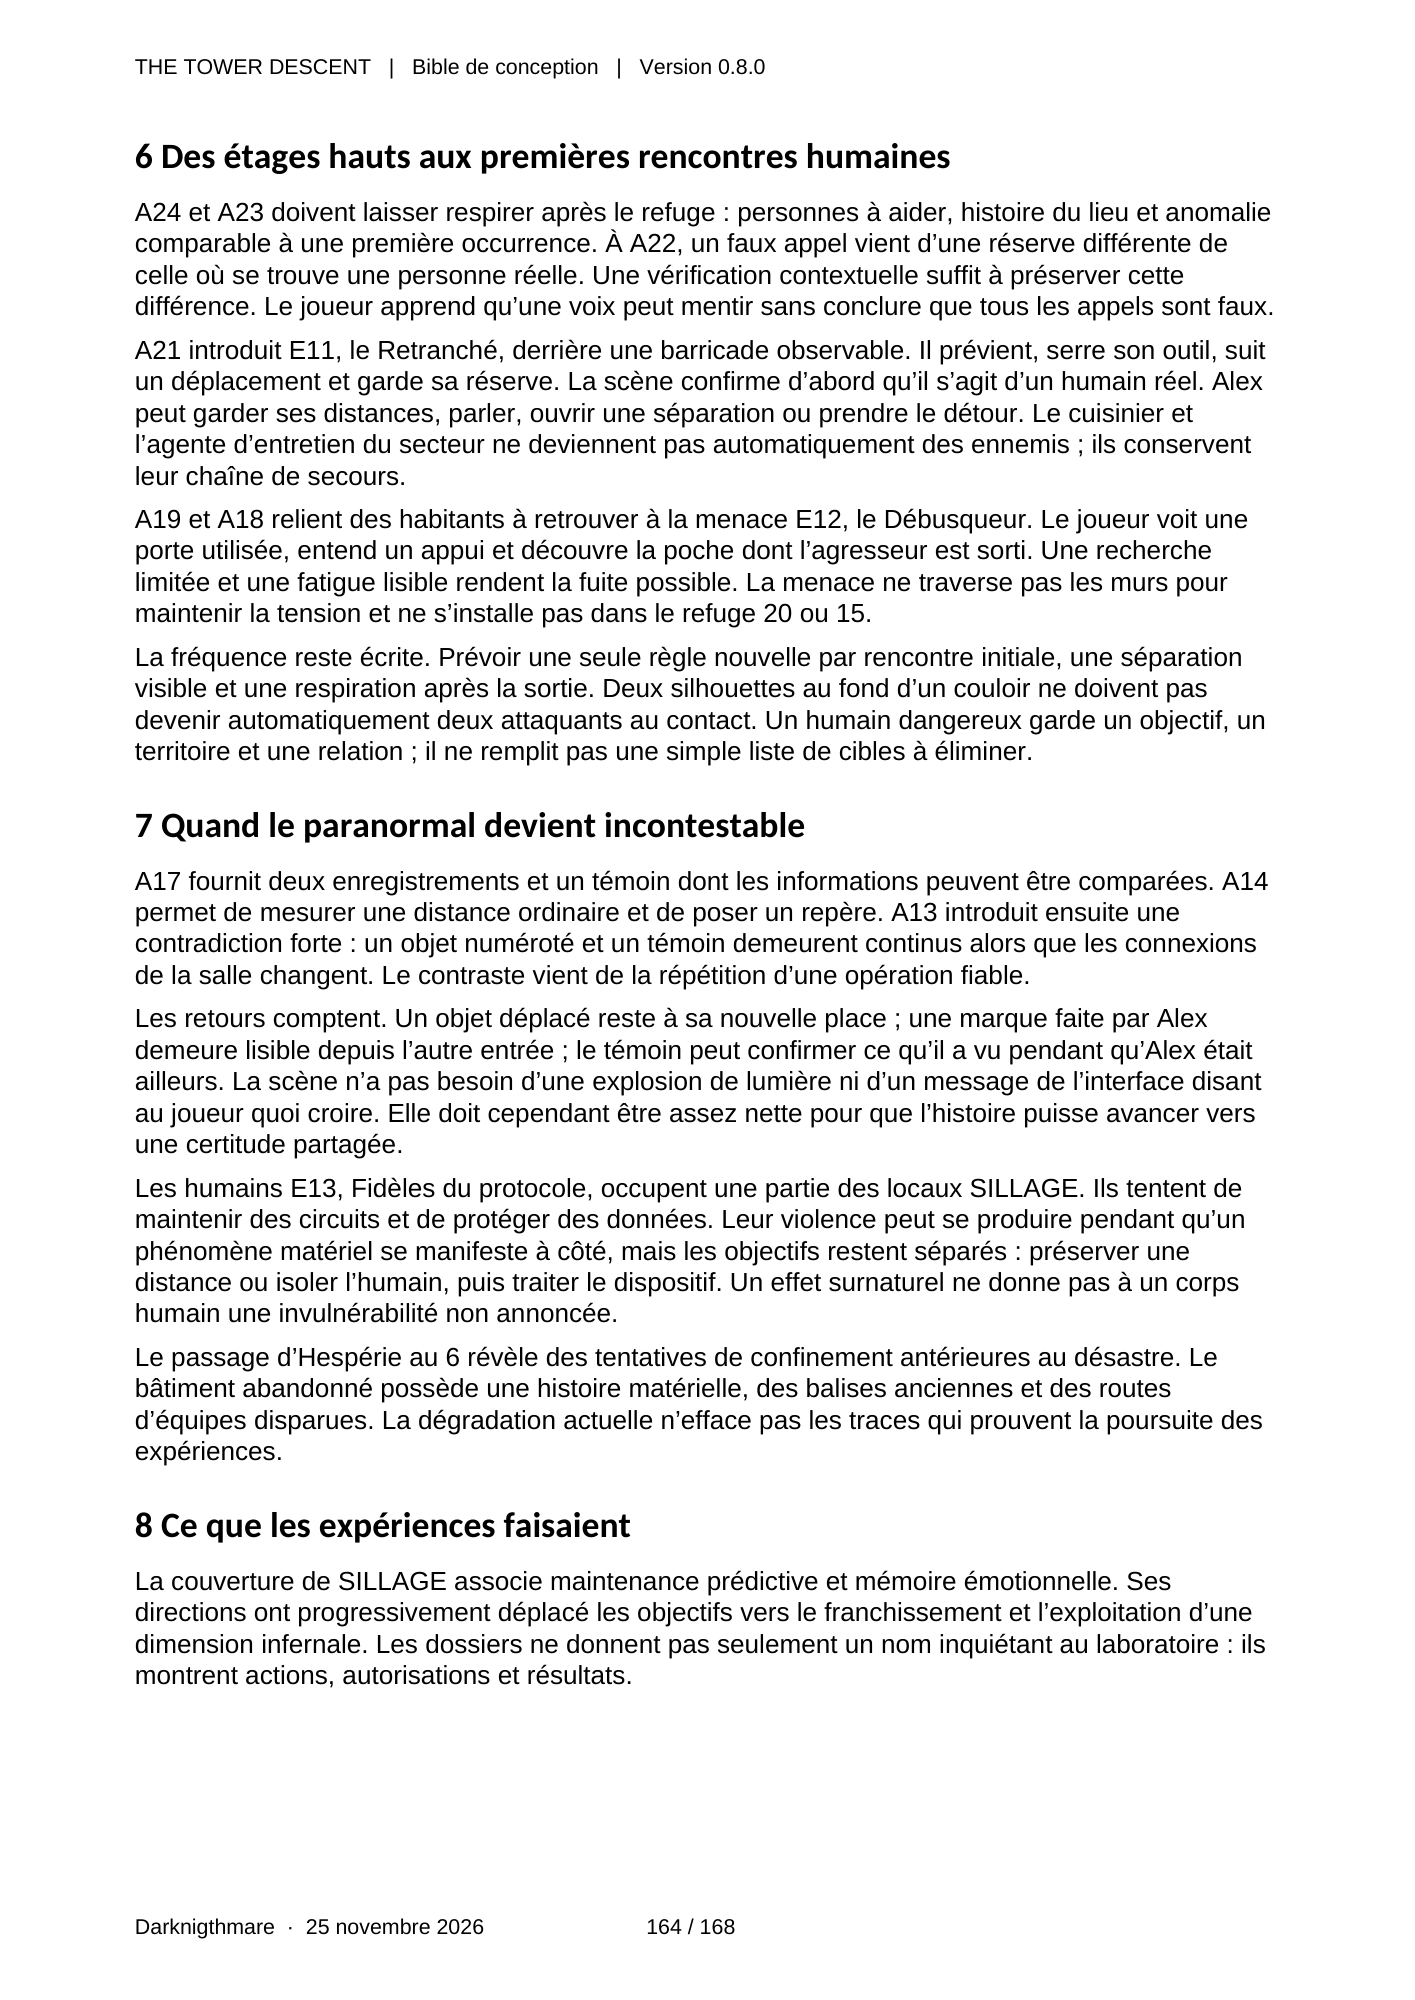 THE TOWER DESCENT | Bible de conception | Version 0.8.0
6 Des étages hauts aux premières rencontres humaines
A24 et A23 doivent laisser respirer après le refuge : personnes à aider, histoire du lieu et anomalie
comparable à une première occurrence. À A22, un faux appel vient d’une réserve différente de
celle où se trouve une personne réelle. Une vérification contextuelle suffit à préserver cette
différence. Le joueur apprend qu’une voix peut mentir sans conclure que tous les appels sont faux.
A21 introduit E11, le Retranché, derrière une barricade observable. Il prévient, serre son outil, suit
un déplacement et garde sa réserve. La scène confirme d’abord qu’il s’agit d’un humain réel. Alex
peut garder ses distances, parler, ouvrir une séparation ou prendre le détour. Le cuisinier et
l’agente d’entretien du secteur ne deviennent pas automatiquement des ennemis ; ils conservent
leur chaîne de secours.
A19 et A18 relient des habitants à retrouver à la menace E12, le Débusqueur. Le joueur voit une
porte utilisée, entend un appui et découvre la poche dont l’agresseur est sorti. Une recherche
limitée et une fatigue lisible rendent la fuite possible. La menace ne traverse pas les murs pour
maintenir la tension et ne s’installe pas dans le refuge 20 ou 15.
La fréquence reste écrite. Prévoir une seule règle nouvelle par rencontre initiale, une séparation
visible et une respiration après la sortie. Deux silhouettes au fond d’un couloir ne doivent pas
devenir automatiquement deux attaquants au contact. Un humain dangereux garde un objectif, un
territoire et une relation ; il ne remplit pas une simple liste de cibles à éliminer.
7 Quand le paranormal devient incontestable
A17 fournit deux enregistrements et un témoin dont les informations peuvent être comparées. A14
permet de mesurer une distance ordinaire et de poser un repère. A13 introduit ensuite une
contradiction forte : un objet numéroté et un témoin demeurent continus alors que les connexions
de la salle changent. Le contraste vient de la répétition d’une opération fiable.
Les retours comptent. Un objet déplacé reste à sa nouvelle place ; une marque faite par Alex
demeure lisible depuis l’autre entrée ; le témoin peut confirmer ce qu’il a vu pendant qu’Alex était
ailleurs. La scène n’a pas besoin d’une explosion de lumière ni d’un message de l’interface disant
au joueur quoi croire. Elle doit cependant être assez nette pour que l’histoire puisse avancer vers
une certitude partagée.
Les humains E13, Fidèles du protocole, occupent une partie des locaux SILLAGE. Ils tentent de
maintenir des circuits et de protéger des données. Leur violence peut se produire pendant qu’un
phénomène matériel se manifeste à côté, mais les objectifs restent séparés : préserver une
distance ou isoler l’humain, puis traiter le dispositif. Un effet surnaturel ne donne pas à un corps
humain une invulnérabilité non annoncée.
Le passage d’Hespérie au 6 révèle des tentatives de confinement antérieures au désastre. Le
bâtiment abandonné possède une histoire matérielle, des balises anciennes et des routes
d’équipes disparues. La dégradation actuelle n’efface pas les traces qui prouvent la poursuite des
expériences.
8 Ce que les expériences faisaient
La couverture de SILLAGE associe maintenance prédictive et mémoire émotionnelle. Ses
directions ont progressivement déplacé les objectifs vers le franchissement et l’exploitation d’une
dimension infernale. Les dossiers ne donnent pas seulement un nom inquiétant au laboratoire : ils
montrent actions, autorisations et résultats.
Darknigthmare · 25 novembre 2026 164 / 168